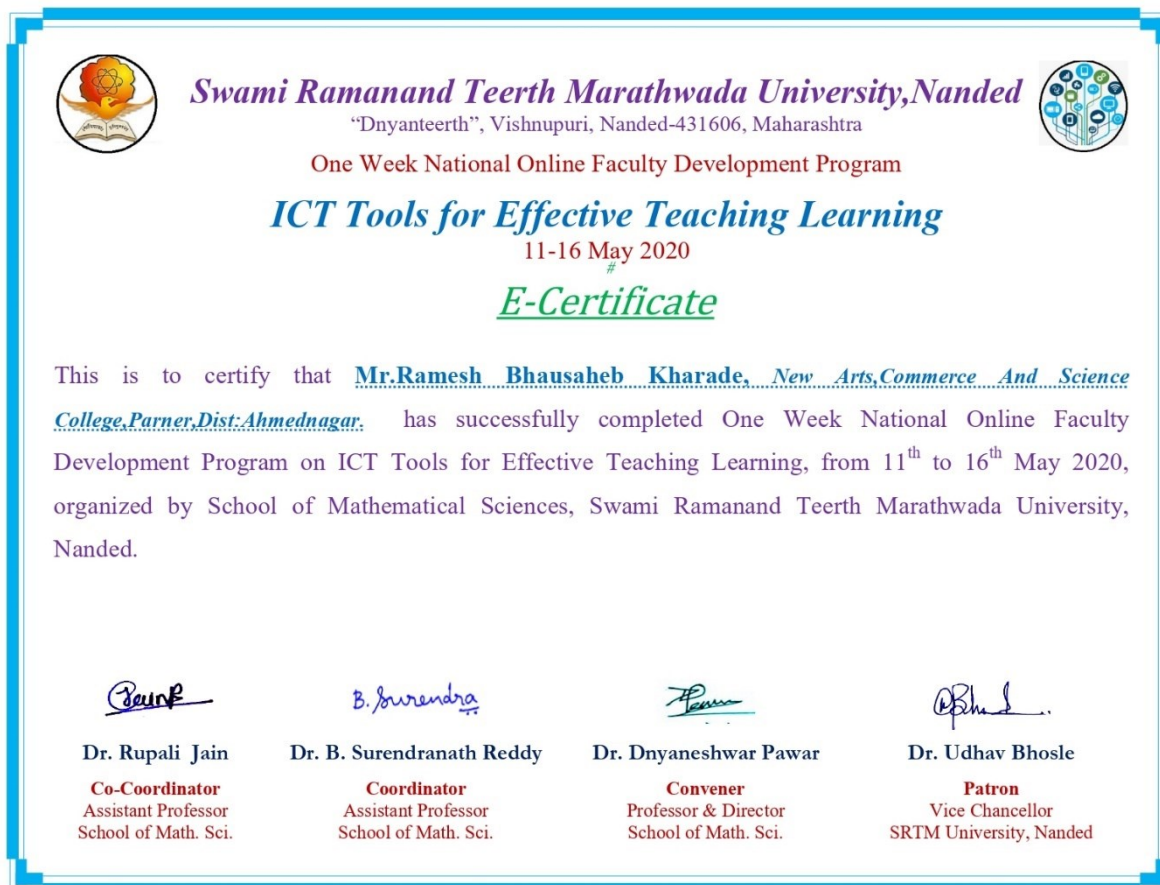 Swami Ramanand Teerth Marathwada University,Nanded
“Dnyanteerth”, Vishnupuri, Nanded-431606, Maharashtra
One Week National Online Faculty Development Program
ICT Tools for Effective Teaching Learning
11-16 May 2020
#
E-Certificate
This is to certify that Mr.Ramesh Bhausaheb Kharade, New Arts,Commerce And Science
College,Parner,Dist:Ahmednagar. has successfully completed One Week National Online Faculty
Development Program on ICT Tools for Effective Teaching Learning, from 11th to 16th May 2020,
organized by School of Mathematical Sciences, Swami Ramanand Teerth Marathwada University,
Nanded.
B. Surendra
Dr. Rupali Jain
Co-Coordinator
Assistant Professor
School of Math. Sci.
Dr. B. Surendranath Reddy
Coordinator
Assistant Professor
School of Math. Sci.
Dr. Dnyaneshwar Pawar
Convener
Professor & Director
School of Math. Sci.
Dr. Udhav Bhosle
Patron
Vice Chancellor
SRTM University, Nanded